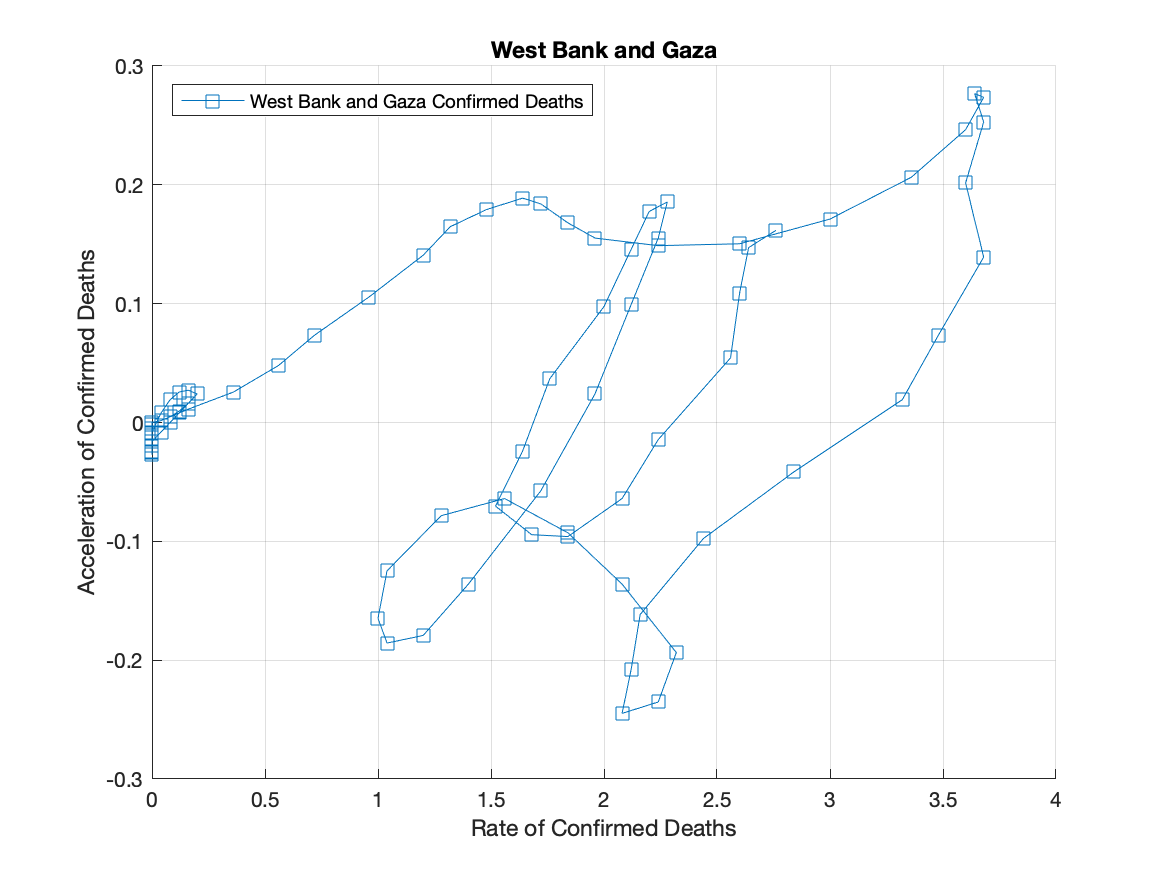 West Bank and Gaza
West Bank and Gaza Confirmed Deaths
Acceleration of Confirmed Deaths
0.3
0.2
0.1
0
-0.1
-0.2
-0.3
0 0.5 1 1.5 2 2.5 3 3.5 4
Rate of Confirmed Deaths